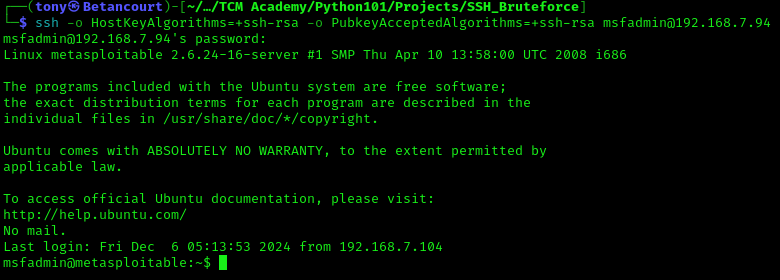 ┌──(tony㉿Betancourt)-[~/…/TCM Academy/Python101/Projects/SSH_Bruteforce]
└─$ ssh -o HostKeyAlgorithms=+ssh-rsa -o PubkeyAcceptedAlgorithms=+ssh-rsa msfadmin@192.168.7.94
msfadmin@192.168.7.94's password:
Linux metasploitable 2.6.24-16-server #1 SMP Thu Apr 10 13:58:00 UTC 2008 i686
The programs included with the Ubuntu system are free software;
the exact distribution terms for each program are described in the
individual files in /usr/share/doc/*/copyright.
Ubuntu comes with ABSOLUTELY NO WARRANTY, to the extent permitted by
applicable law.
To access official Ubuntu documentation, please visit:
http://help.ubuntu.com/
No mail.
Last login: Fri Dec  6 05:13:53 2024 from 192.168.7.104
msfadmin@metasploitable:~$